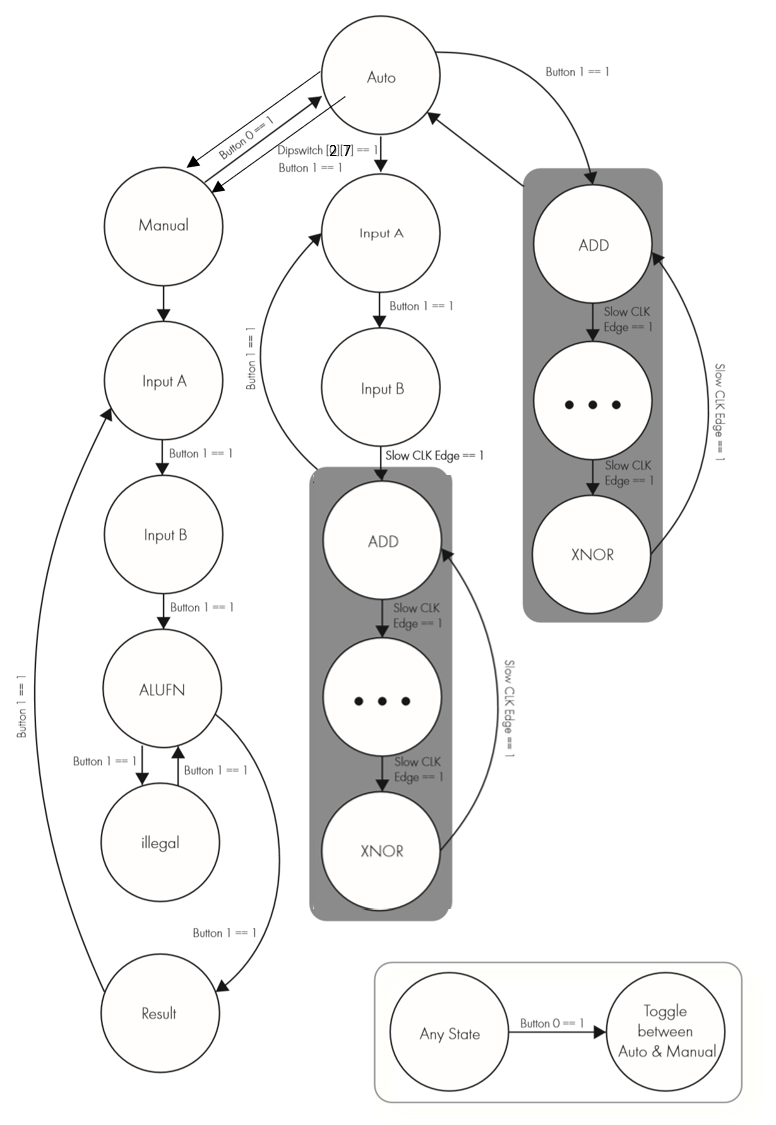 Auto
Button 1 == 1
Button 0 == 1
Dipswitch [2][7] == 1
Button 1 == 1
Manual
Input A
ADD
Slow CLK
Edge == 1
Button 1 == 1
Input A
Button 1 == 1
Input B
Slow CLK Edge == 1
Slow CLK Edge == 1
Button 1 == 1
Slow CLK
Edge == 1
Input B
ADD
XNOR
Button 1 == 1
Slow CLK
Edge == 1
ALUFN
Slow CLK Edge == 1
Button 1 == 1
Button 1 == 1
Button 1 == 1
Slow CLK
Edge == 1
illegal
XNOR
Button 1 == 1
Result
Any State
Button 0 == 1
Toggle
between
Auto & Manual